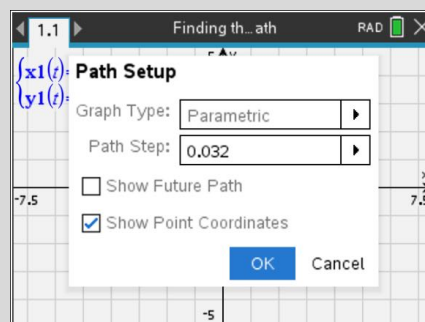 1.1 Finding th...ath RAD
x1(t)=
y1(t)=
Path Setup
Graph Type: Parametric
Path Step: 0.032
Show Future Path
Show Point Coordinates
OK Cancel
-7.5 7.5
-5